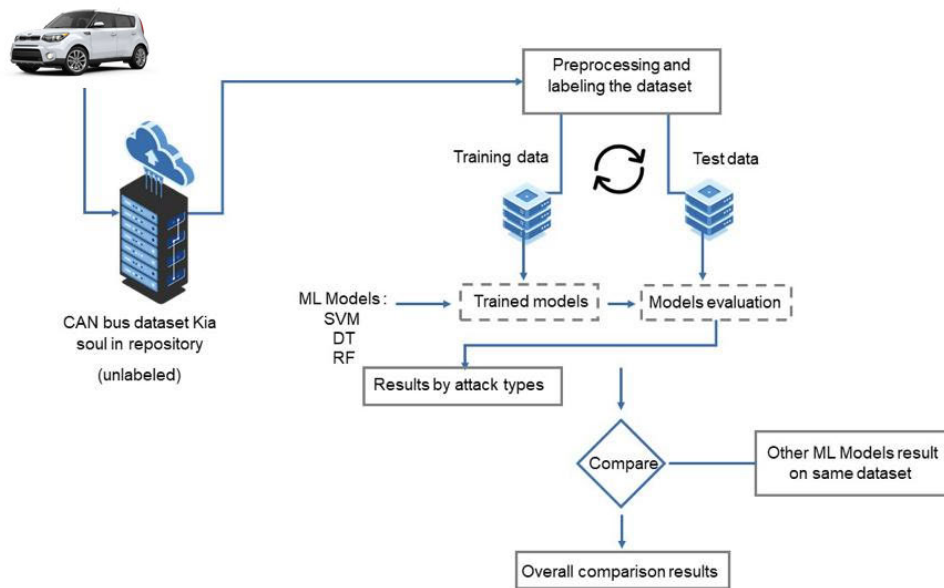 Preprocessing and
labeling the dataset
Training data
Test data
CAN bus dataset Kia
soul in repository
(unlabeled)
ML Models :
SVM
DT
RF
Trained models
Models evaluation
Results by attack types
Compare
Other ML Models result
on same dataset
Overall comparison results